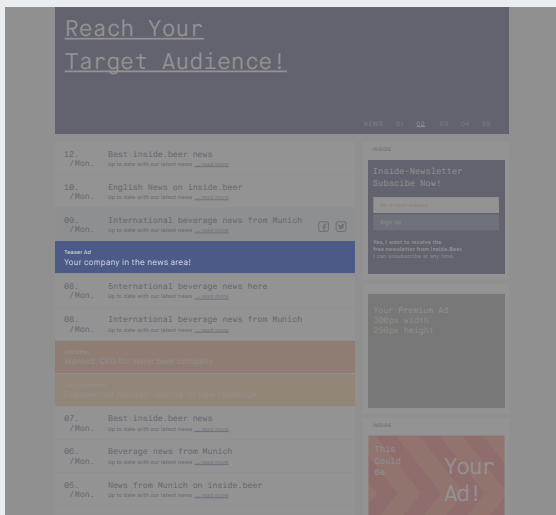 Reach Your
Target Audience!
NEWS 01 02 03 04 05
12.
/Mon.
Best inside.beer news
Up to date with our latest news ...read more
10.
/Mon.
English News on inside.beer
Up to date with our latest news ...read more
09.
/Mon.
International beverage news from Munich
Up to date with our latest news ...read more
Teaser Ad
Your company in the news area!
08.
/Mon.
5nternational beverage news here
Up to date with our latest news ...read more
08.
/Mon.
International beverage news from Munich
Up to date with our latest news ...read more
Wanted: CEO for
company
07.
/Mon.
Best inside.beer news
Up to date with our latest news ...read more
06.
/Mon.
Beverage news from Munich
Up to date with our latest news ...read more
05.
/Mon.
News from Munich on inside.beer
Up to date with our latest news ...read more
INSIDE
Inside-Newsletter
Subscibe Now!
Sign Up
Yes, I want to receive the
free newsletter from Inside.Beer.
I can unsubscribe at any time.
Your Premium Ad
300px width
250px height
INSIDE
This
Could
Be
Your
Ad!